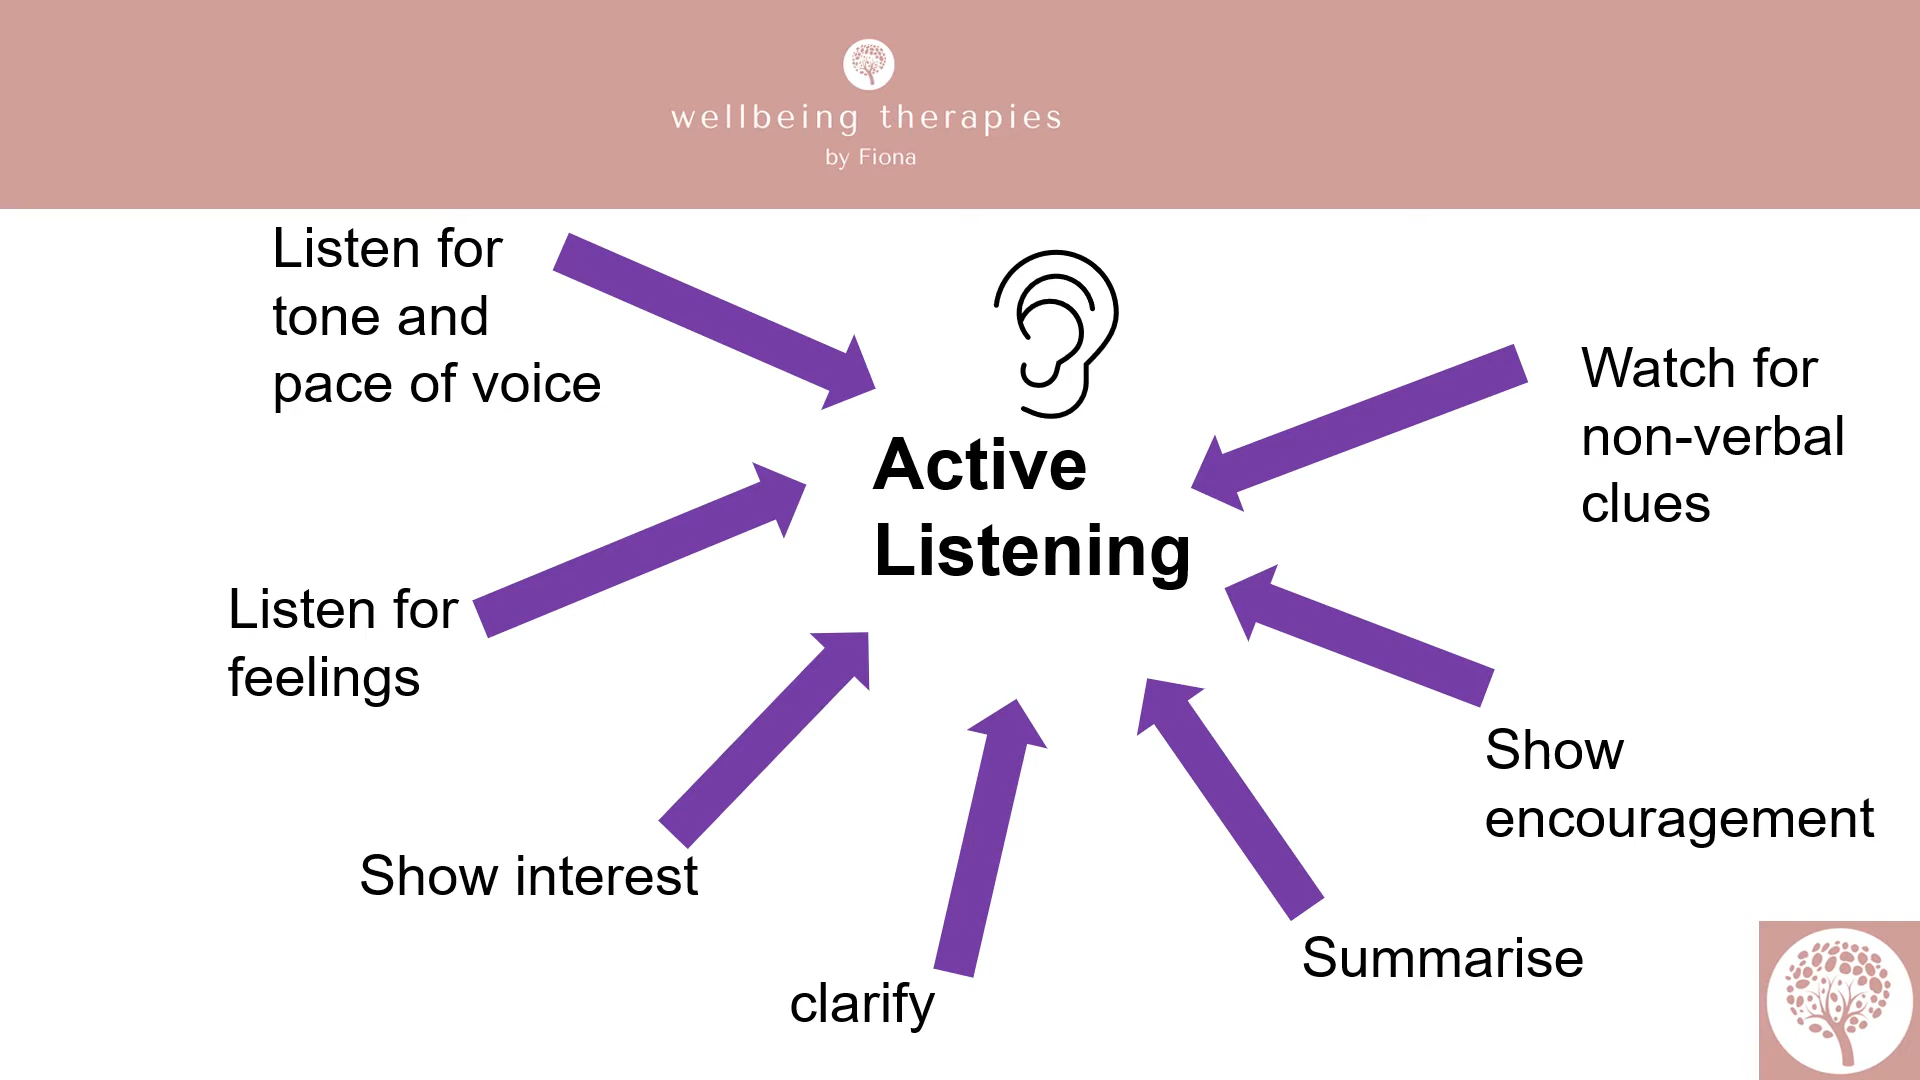 wellbeing therapies
by Fiona
Listen for
tone and
pace of voice
Active
Listening
Watch for
non-verbal
clues
Listen for
feelings
Show
encouragement
Show interest
Summarise
clarify